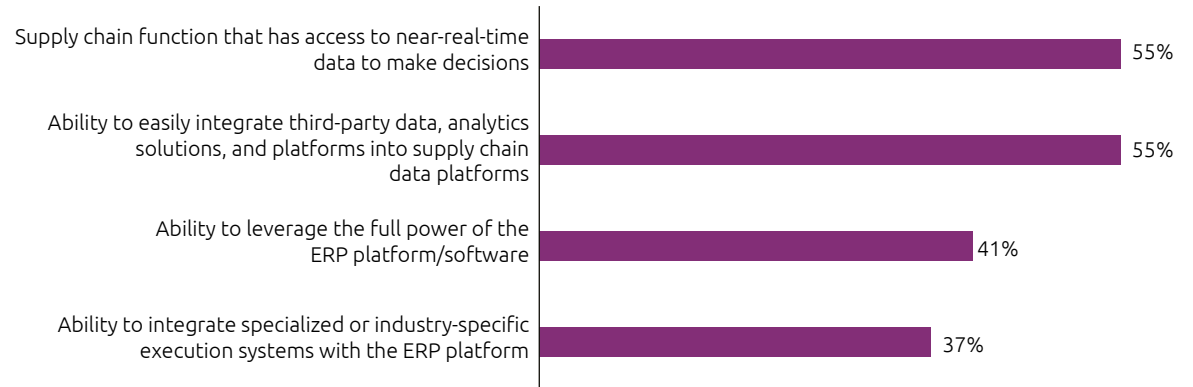 Supply chain function that has access to near-real-time
data to make decisions
55%
Ability to easily integrate third-party data, analytics
solutions, and platforms into supply chain
data platforms
55%
Ability to leverage the full power of the
ERP platform/software
41%
Ability to integrate specialized or industry-specific
execution systems with the ERP platform
37%